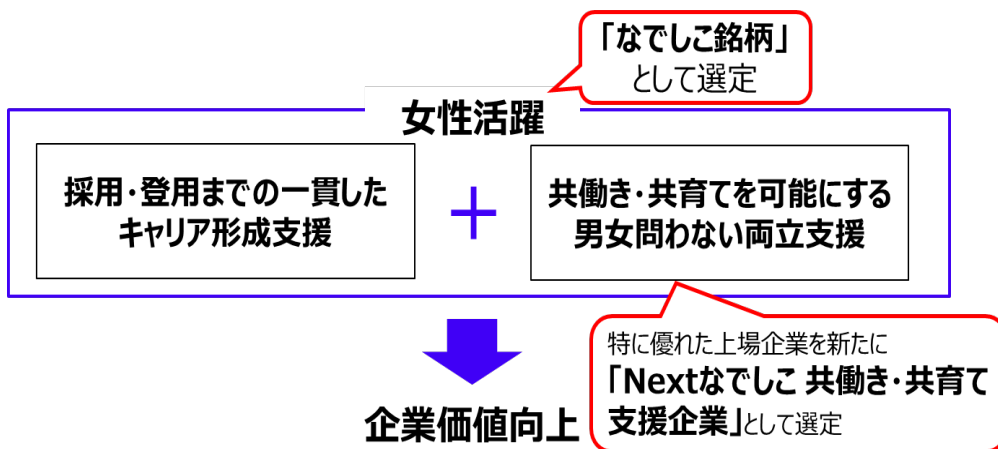 「なでしこ銘柄」
として選定
女性活躍
採用・登用までの一貫した
キャリア形成支援
＋
共働き・共育てを可能にする
男女問わない両立支援
特に優れた上場企業を新たに
「Nextなでしこ 共働き・共育て
支援企業」として選定
企業価値向上